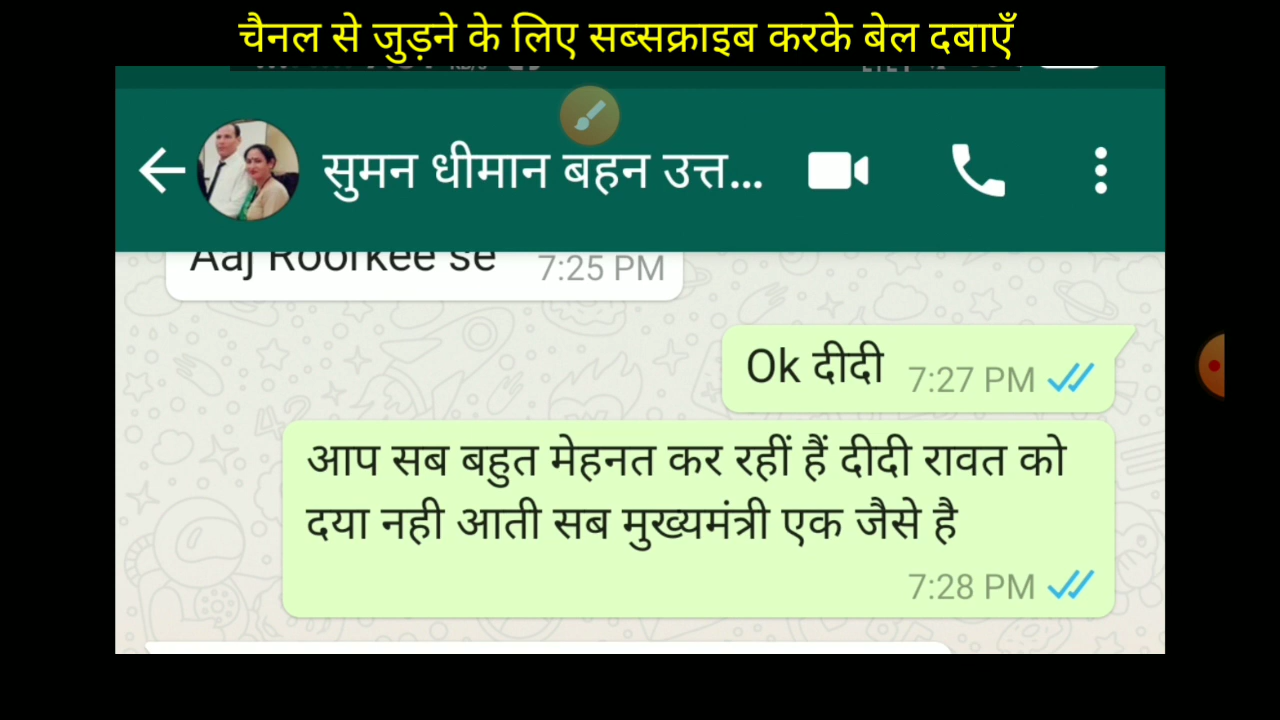 चैनल से जुड़ने के लिए सब्सक्राइब करके बेल दबाएँ
सुमन धीमान बहन उत्त...
Aaj Roorkee se 7:25 PM
Ok दीदी 7:27 PM
आप सब बहुत मेहनत कर रहीं हैं दीदी रावत को
दया नही आती सब मुख्यमंत्री एक जैसे है
7:28 PM